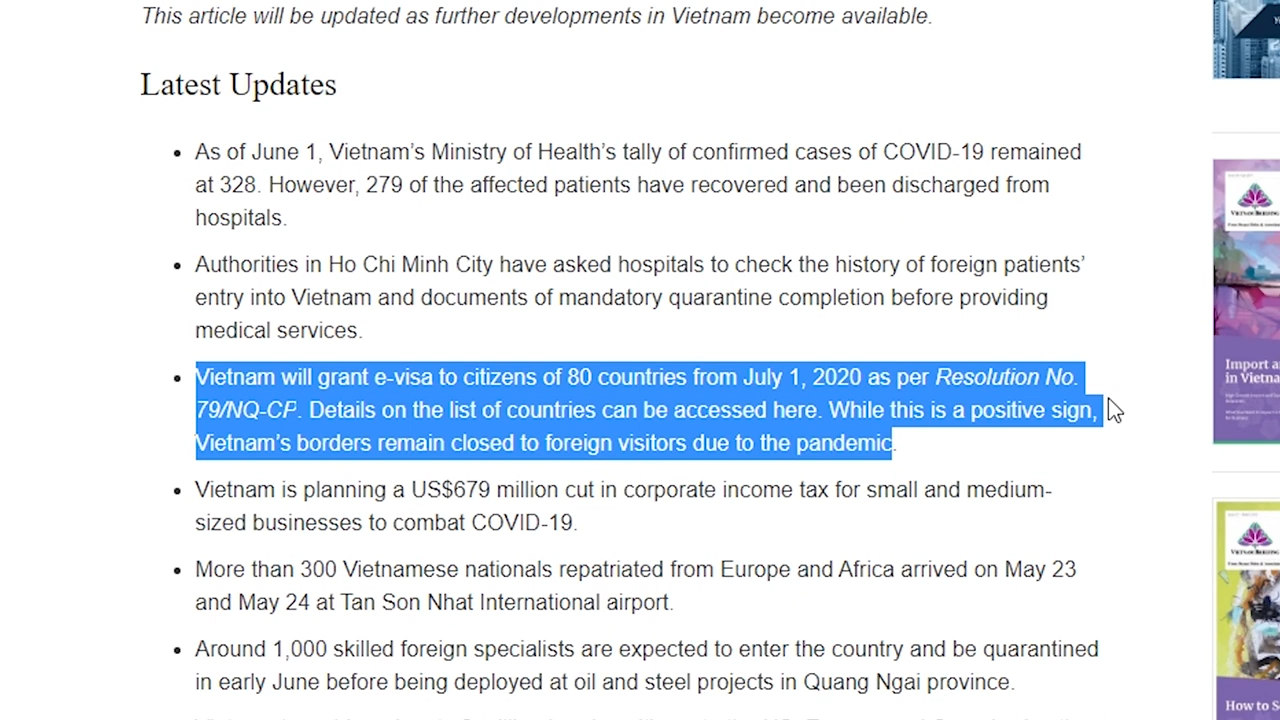 This article will be updated as further developments in Vietnam become available.
Latest Updates
As of June 1, Vietnam’s Ministry of Health’s tally of confirmed cases of COVID-19 remained
at 328. However, 279 of the affected patients have recovered and been discharged from
hospitals.
Authorities in Ho Chi Minh City have asked hospitals to check the history of foreign patients’
entry into Vietnam and documents of mandatory quarantine completion before providing
medical services.
Vietnam will grant e-visa to citizens of 80 countries from July 1, 2020 as per Resolution No.
79/NQ-CP. Details on the list of countries can be accessed here. While this is a positive sign,
Vietnam’s borders remain closed to foreign visitors due to the pandemic.
Vietnam is planning a US$679 million cut in corporate income tax for small and medium-
sized businesses to combat COVID-19.
More than 300 Vietnamese nationals repatriated from Europe and Africa arrived on May 23
and May 24 at Tan Son Nhat International airport.
Around 1,000 skilled foreign specialists are expected to enter the country and be quarantined
in early June before being deployed at oil and steel projects in Quang Ngai province.
VIETNAM BRIEFING
Import
in Vietna
VIETNAM BRIEFING
How to S